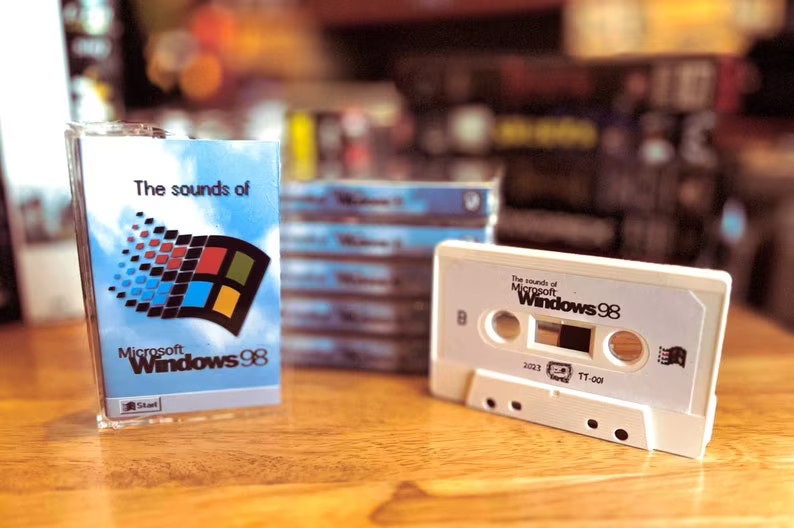 The sounds of
Microsoft
Windows 98
Start
The sounds of
Microsoft
Windows 98
B
2023
TT-001